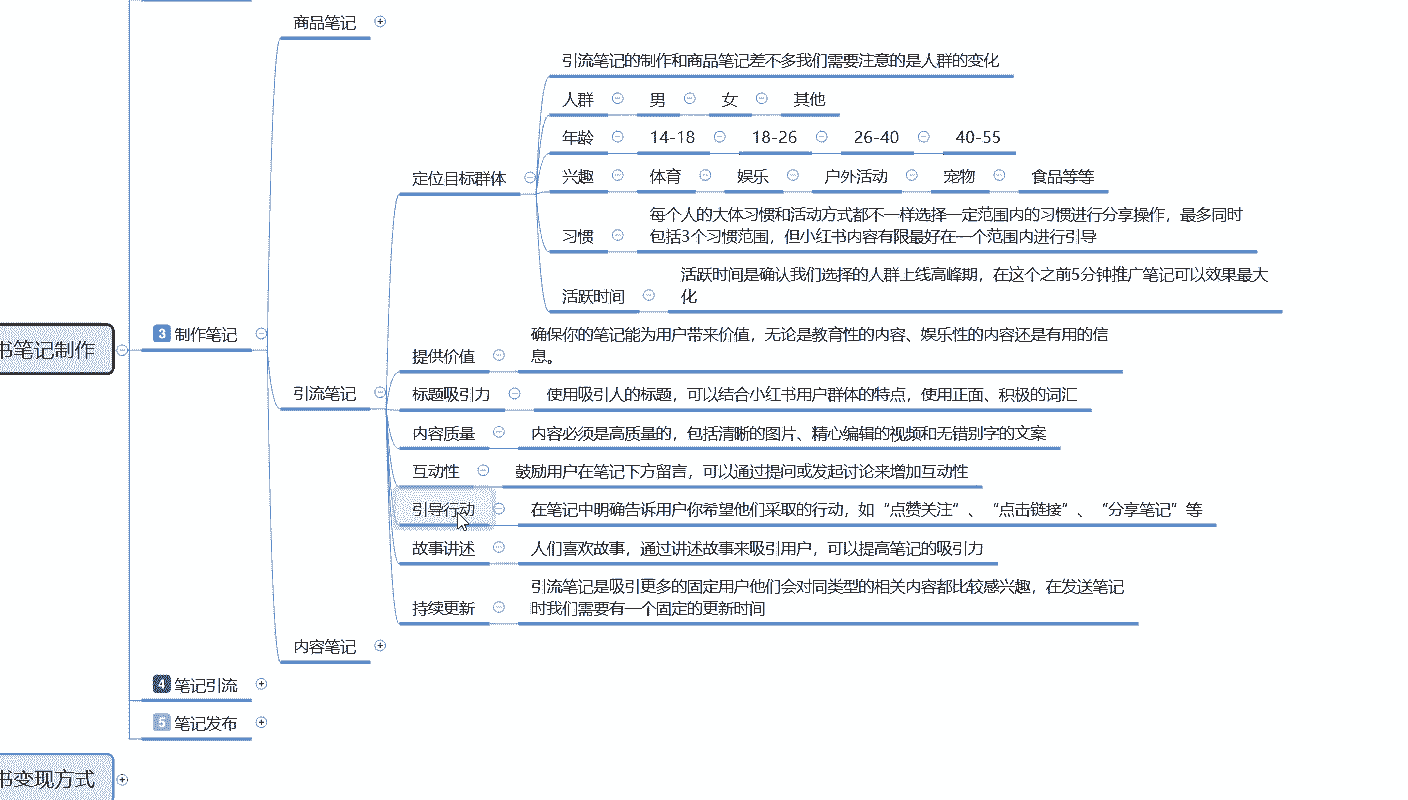 商品笔记
引流笔记的制作和商品笔记差不多我们需要注意的是人群的变化
人群 男 女 其他
年龄 14-18 18-26 26-40 40-55
定位目标群体
兴趣 体育 娱乐 户外活动 宠物 食品等等
每个人的大体习惯和活动方式都不一样选择一定范围内的习惯进行分享操作，最多同时
习惯
包括3个习惯范围，但小红书内容有限最好在一个范围内进行引导
活跃时间是确认我们选择的人群上线高峰期，在这个之前5分钟推广笔记可以效果最大
活跃时间
化
3 制作笔记
书笔记制作
确保你的笔记能为用户带来价值，无论是教育性的内容、娱乐性的内容还是有用的信
提供价值
息。
引流笔记
标题吸引力 使用吸引人的标题，可以结合小红书用户群体的特点，使用正面、积极的词汇
内容质量 内容必须是高质量的，包括清晰的图片、精心编辑的视频和无错别字的文案
互动性 鼓励用户在笔记下方留言，可以通过提问或发起讨论来增加互动性
引导行动 在笔记中明确告诉用户你希望他们采取的行动，如“点赞关注”、“点击链接”、“分享笔记”等
故事讲述 人们喜欢故事，通过讲述故事来吸引用户，可以提高笔记的吸引力
引流笔记是吸引更多的固定用户他们会对同类型的相关内容都比较感兴趣，在发送笔记
持续更新
时我们需要有一个固定的更新时间
内容笔记
4 笔记引流
5 笔记发布
书变现方式